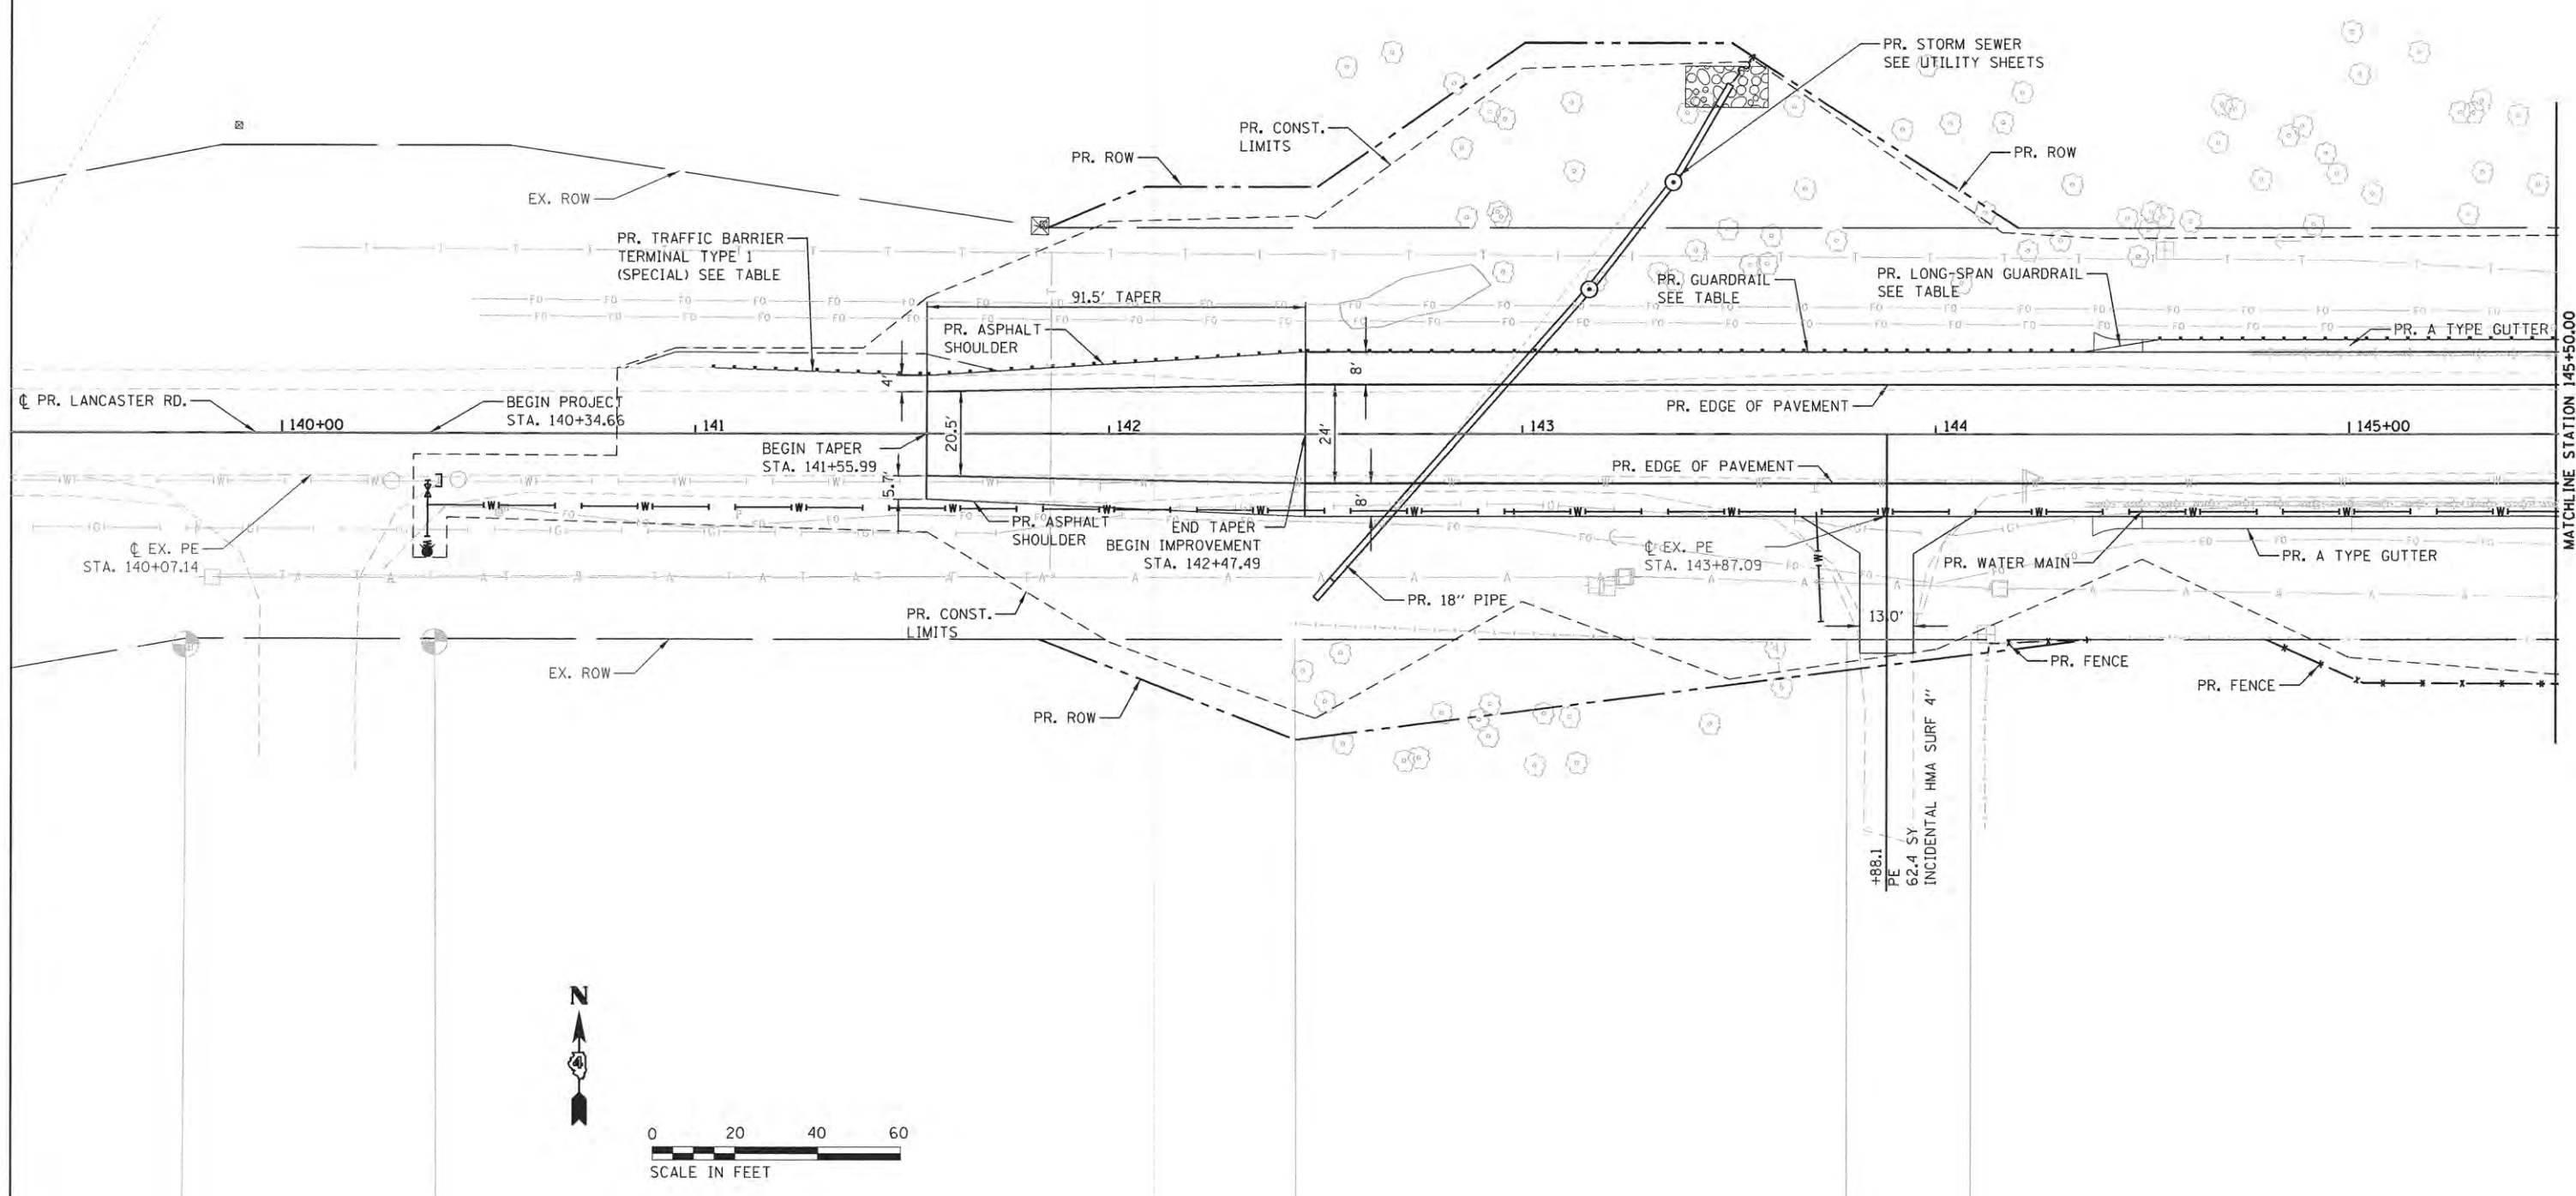 PR. STORM SEWER
SEE UTILITY SHEETS
PR. CONST.
LIMITS
PR. ROW
PR. ROW
EX. ROW
PR. TRAFFIC BARRIER
TERMINAL TYPE 1
(SPECIAL) SEE TABLE
91.5' TAPER
PR. GUARDRAIL
SEE TABLE
PR. LONG-SPAN GUARDRAIL
SEE TABLE
PR. ASPHALT
SHOULDER
PR. A TYPE GUTTER
4'
8'
℄ PR. LANCASTER RD.
BEGIN PROJECT
STA. 140+34.66
PR. EDGE OF PAVEMENT
140+00
141
142
143
144
145+00
MATCHLINE STATION 145+50.00
BEGIN TAPER
STA. 141+55.99
20.5'
24'
PR. EDGE OF PAVEMENT
5.7'
8'
PR. ASPHALT
SHOULDER
END TAPER
BEGIN IMPROVEMENT
STA. 142+47.49
℄ EX. PE
STA. 140+07.14
℄ EX. PE
STA. 143+87.09
PR. WATER MAIN
PR. A TYPE GUTTER
PR. 18" PIPE
PR. CONST.
LIMITS
13.0'
EX. ROW
PR. ROW
PR. FENCE
PR. FENCE
+88.1
PE
62.4 SY
INCIDENTAL HMA SURF 4"
N
0 20 40 60
SCALE IN FEET